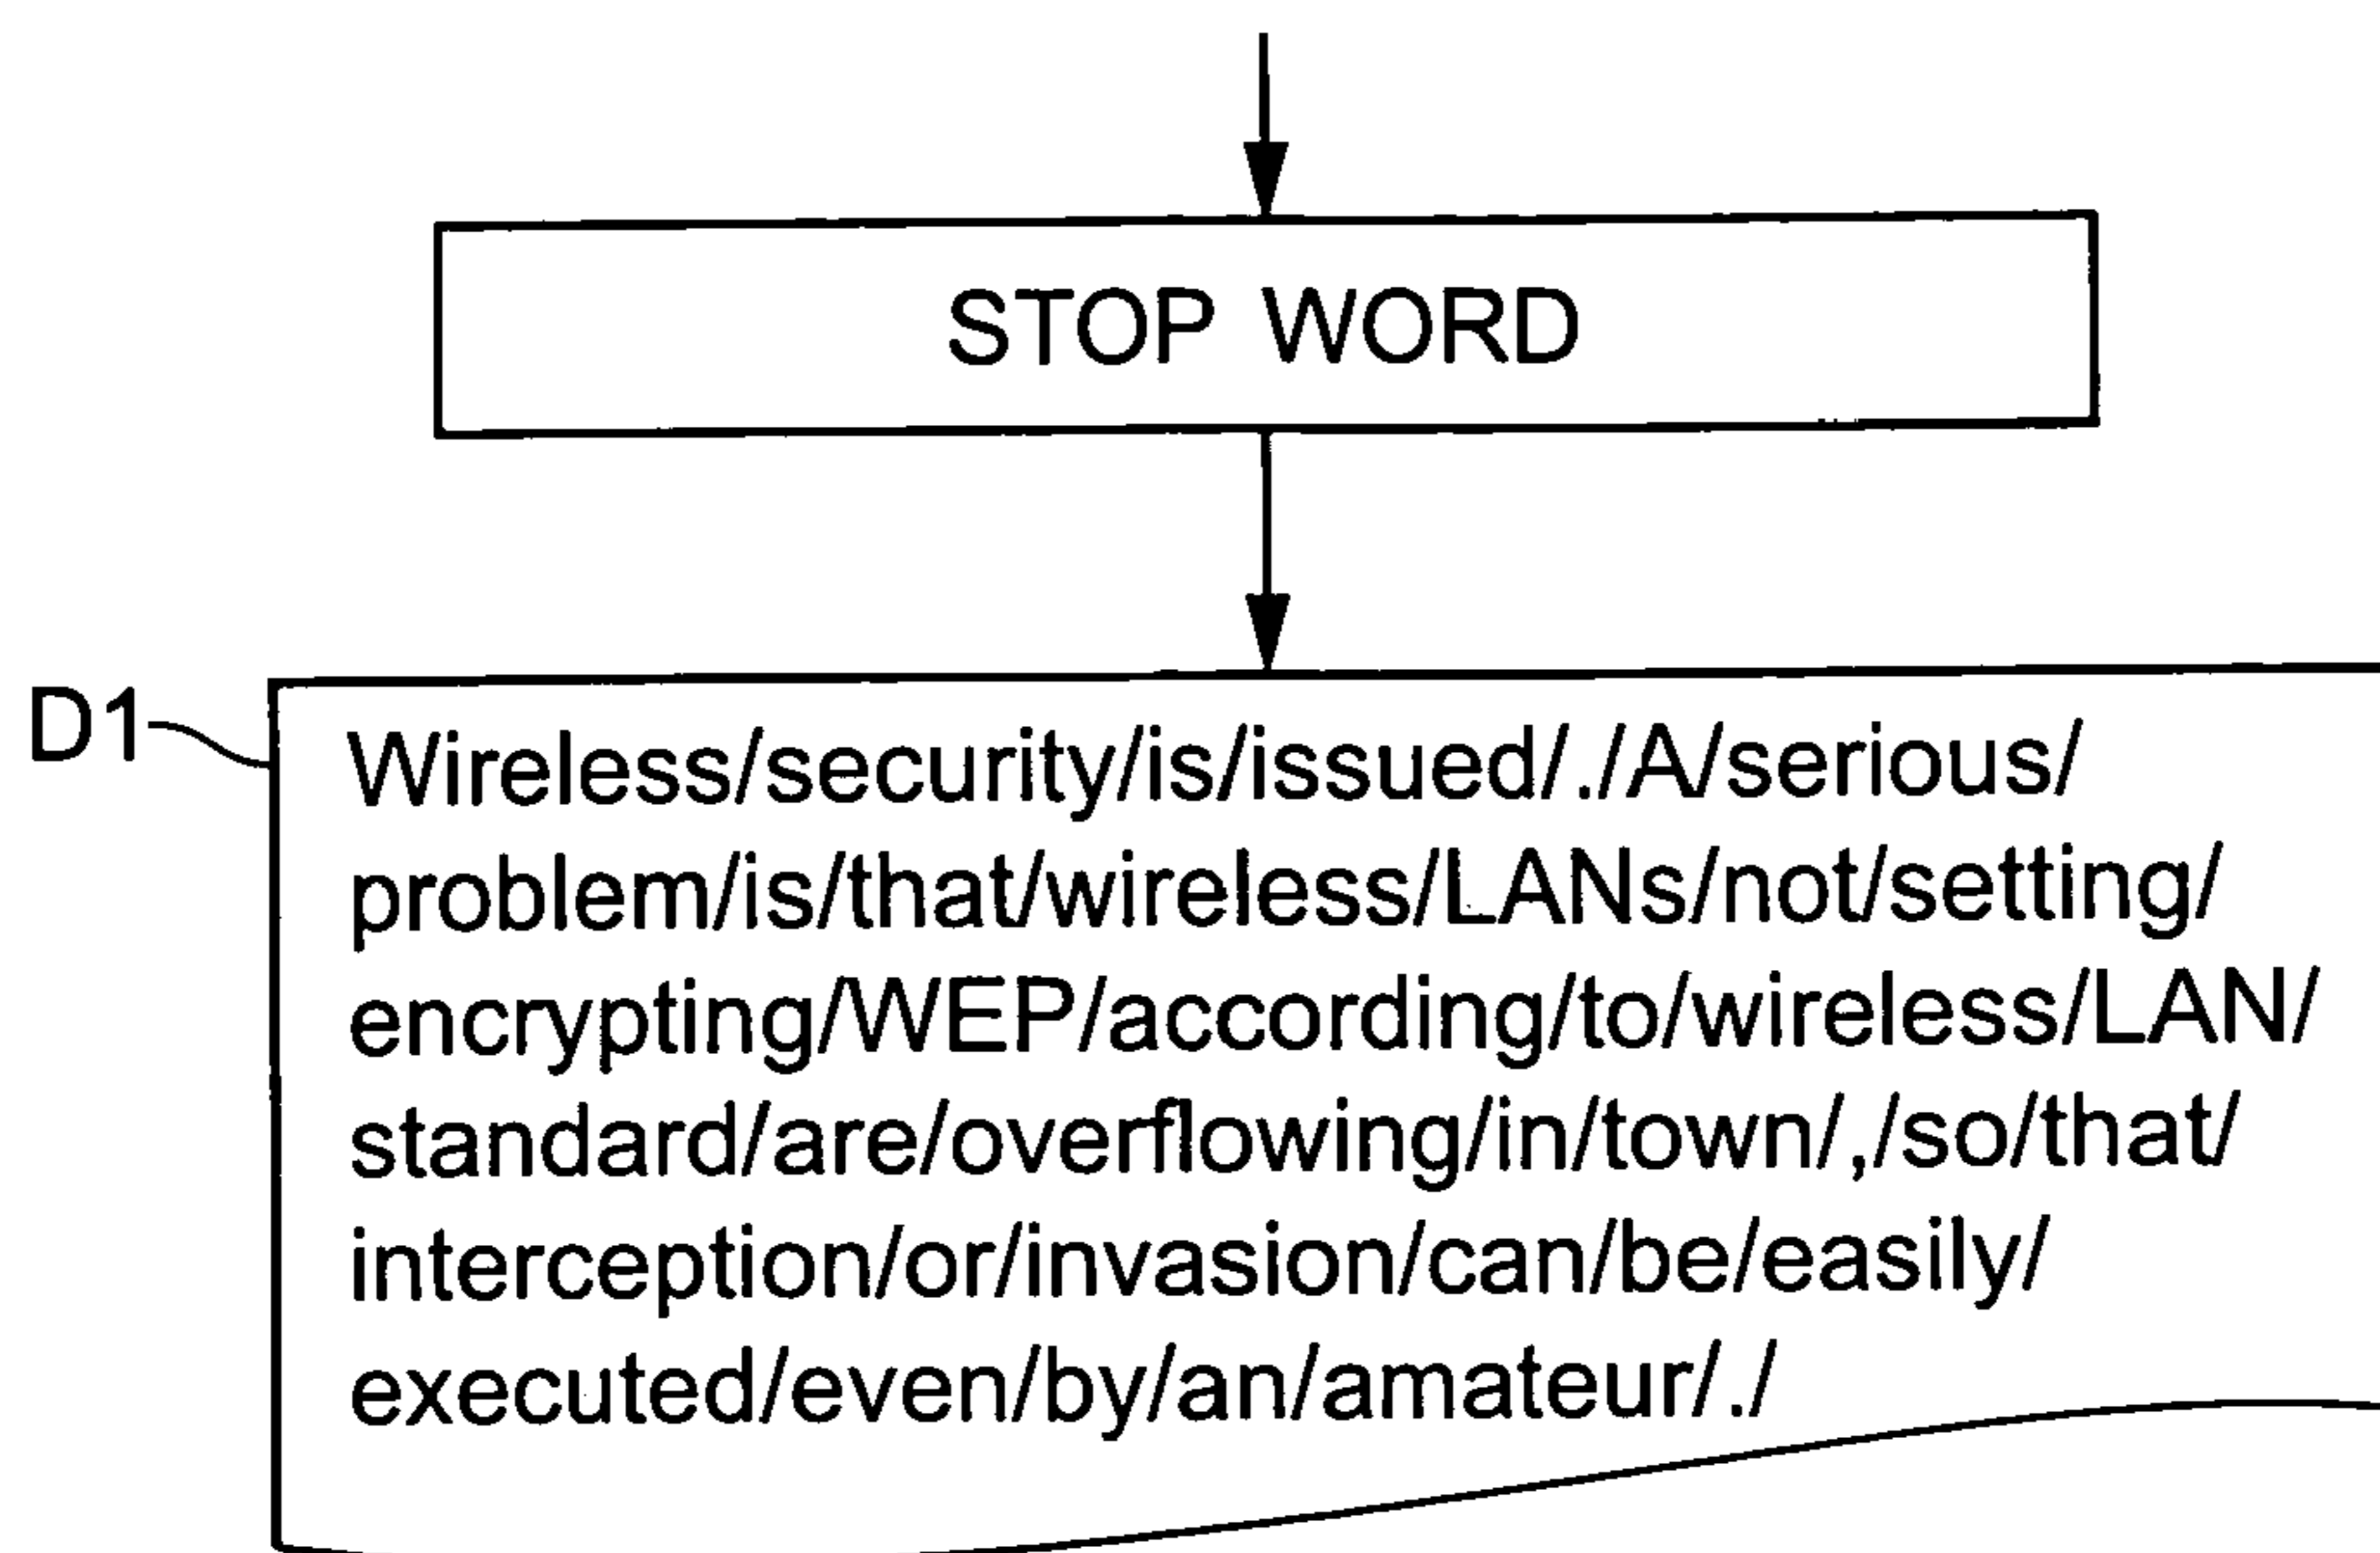 STOP WORD
D1
Wireless/security/is/issued/./A/serious/
problem/is/that/wireless/LANs/not/setting/
encrypting/WEP/according/to/wireless/LAN/
standard/are/overflowing/in/town/,/so/that/
interception/or/invasion/can/be/easily/
executed/even/by/an/amateur/./